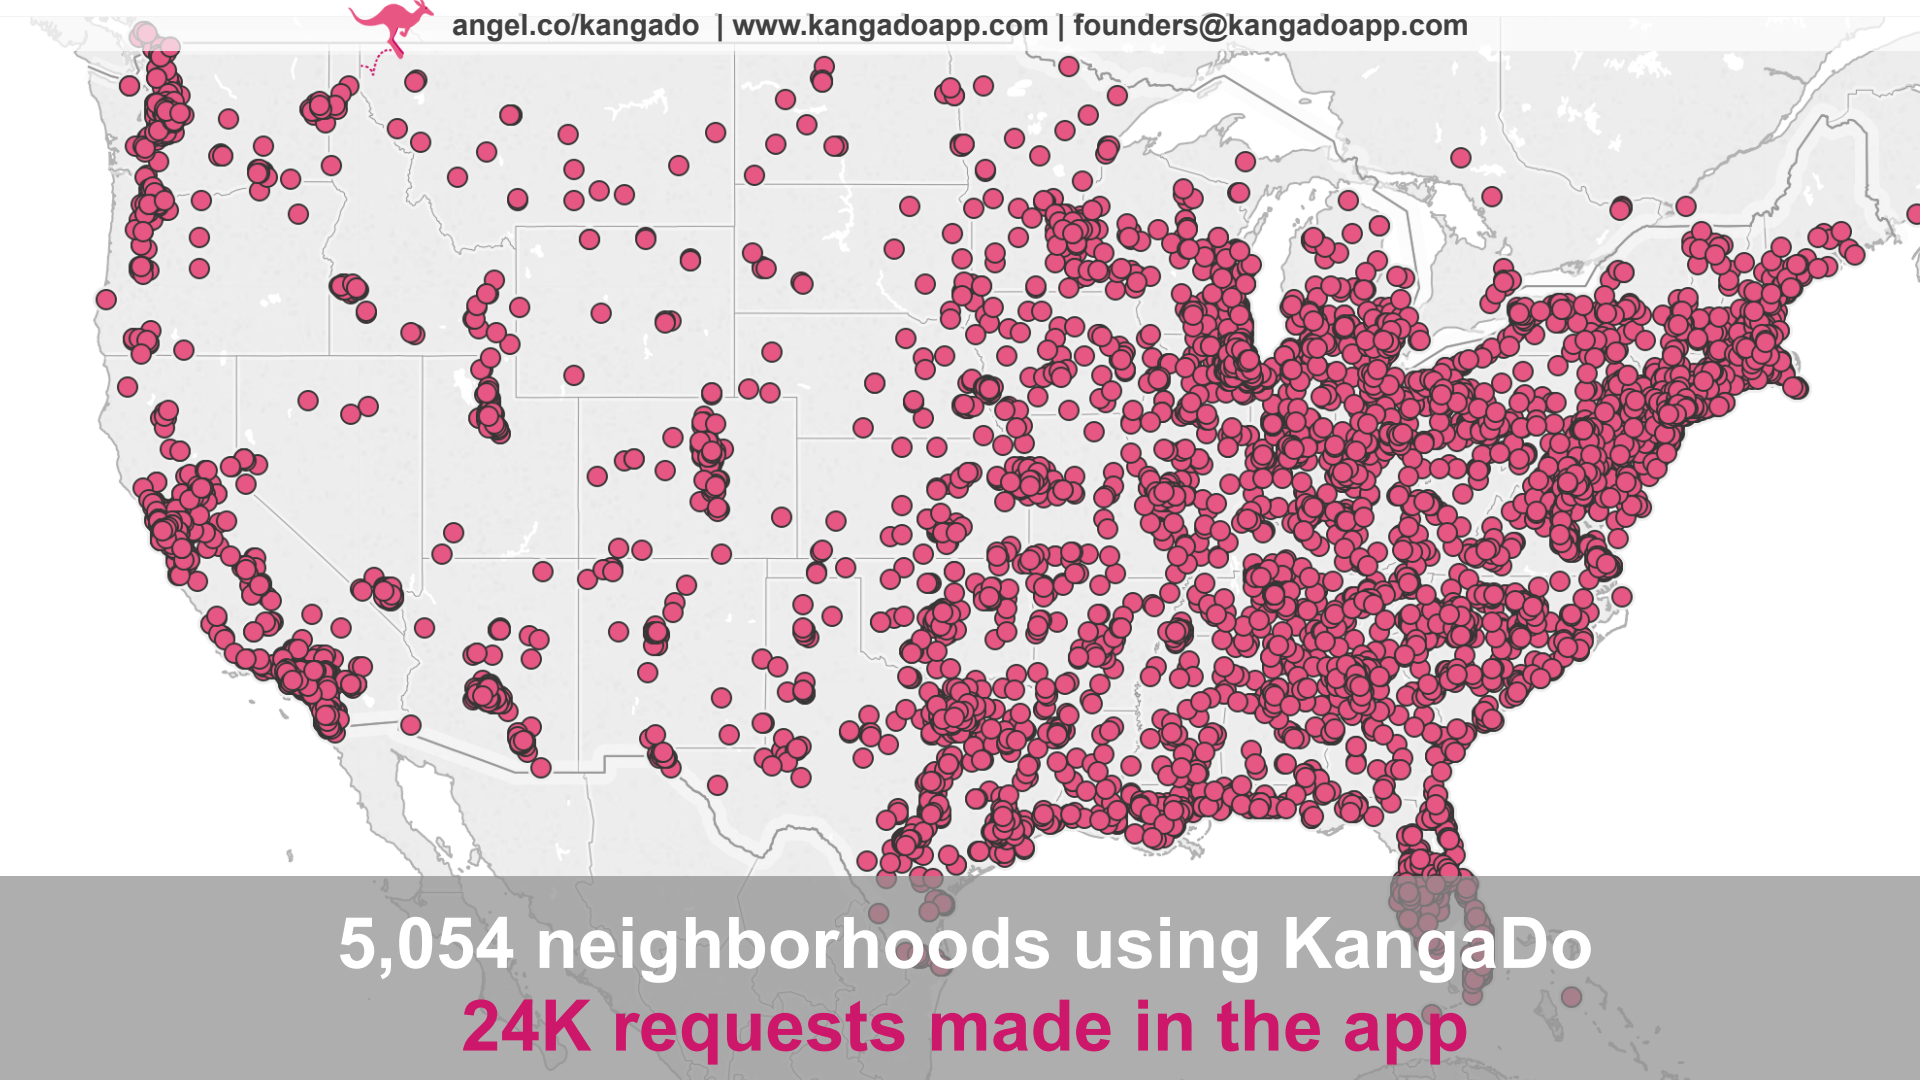 angel.co/kangado | www.kangadoapp.com | founders@kangadoapp.com
5,054 neighborhoods using KangaDo
24K requests made in the app